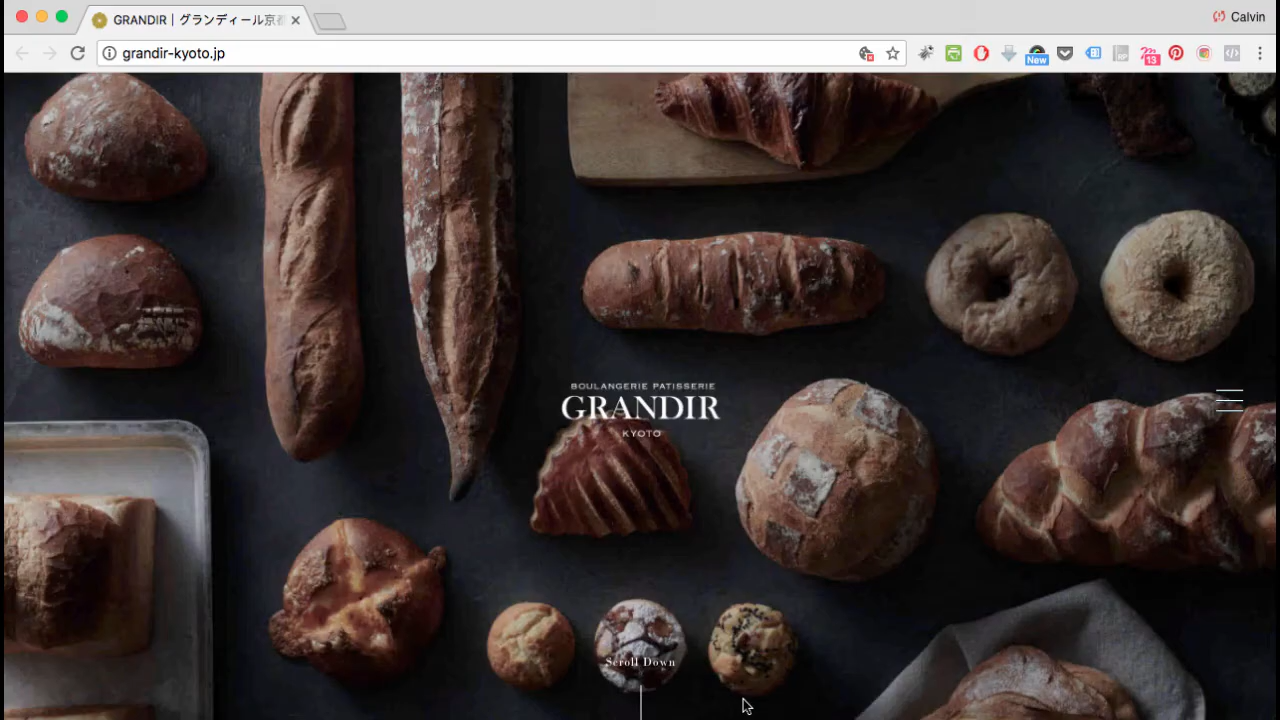 GRANDIR | グランディール京都
Calvin
grandir-kyoto.jp
New
13
BOULANGERIE PATISSERIE
GRANDIR
KYOTO
Scroll Down